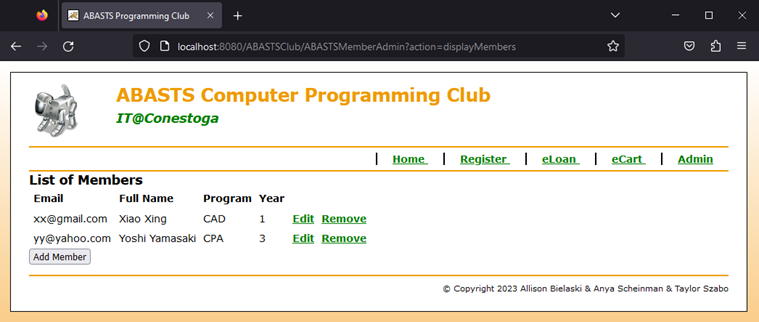 ABASTS Programming Club
localhost:8080/ABASTSClub/ABASTSMemberAdmin?action=displayMembers
ABASTS Computer Programming Club
IT@Conestoga
| Home | Register | eLoan | eCart | Admin
List of Members
Email Full Name Program Year
xx@gmail.com Xiao Xing CAD 1 Edit Remove
yy@yahoo.com Yoshi Yamasaki CPA 3 Edit Remove
Add Member
© Copyright 2023 Allison Bielaski & Anya Scheinman & Taylor Szabo